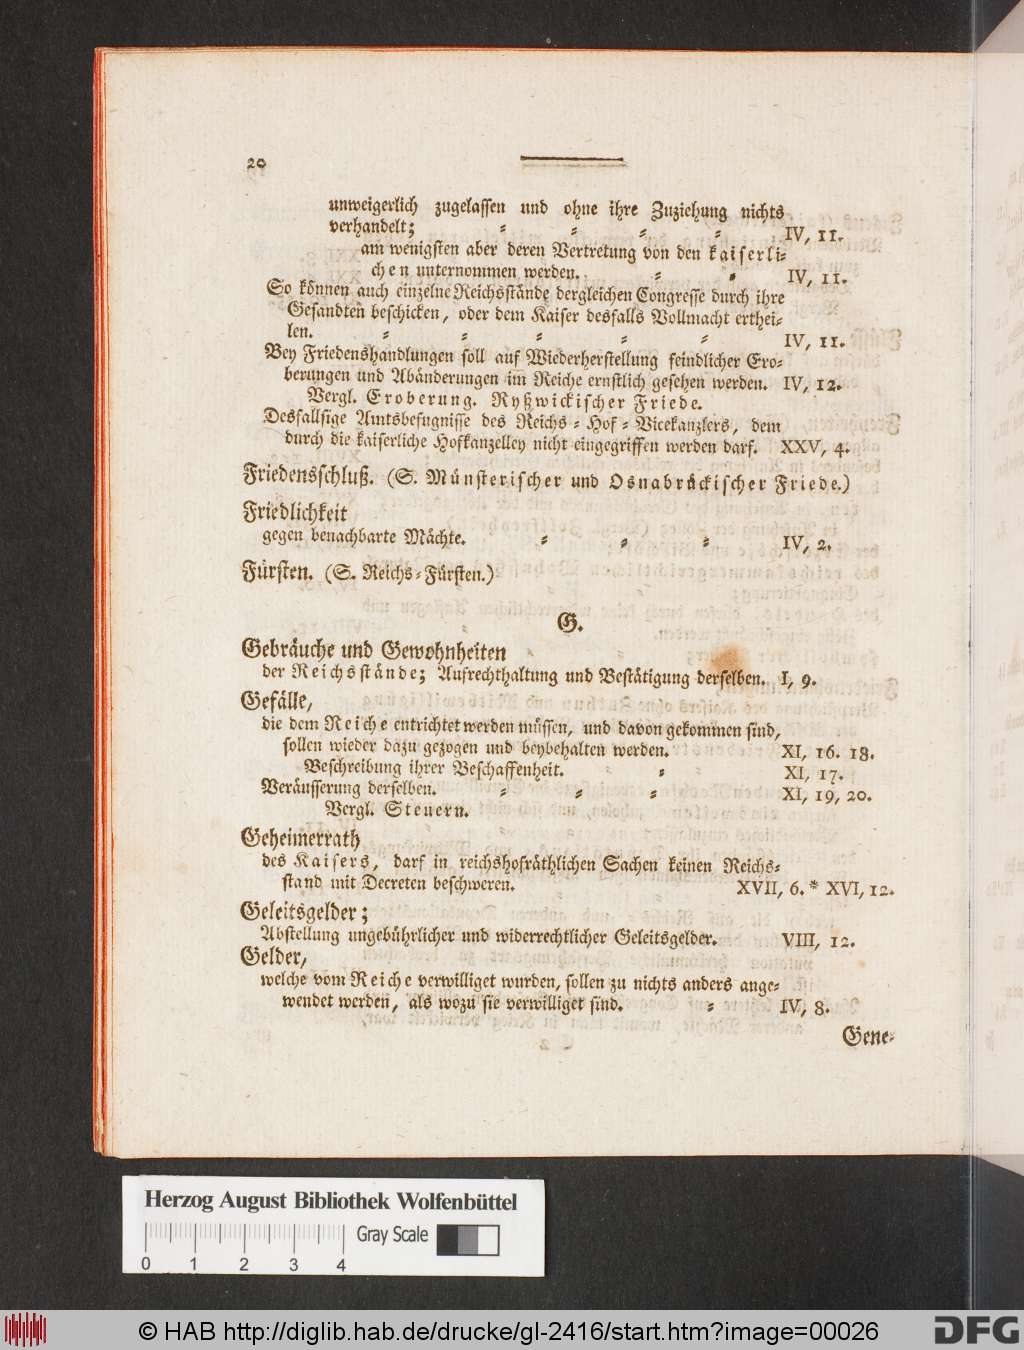 20
unweigerlich zugelassen und ohne ihre Zuziehung nichts
verhandelt; = = = = IV, 11.
am wenigsten aber deren Vertretung von den kaiserli=
chen unternommen werden. = = IV, 11.
So können auch einzelne Reichsstände dergleichen Congresse durch ihre
Gesandten beschicken, oder dem Kaiser desfalls Vollmacht erthei=
len. = = = = = IV, 11.
Bey Friedenshandlungen soll auf Wiederherstellung feindlicher Ero=
berungen und Abänderungen im Reiche ernstlich gesehen werden. IV, 12.
Vergl. Eroberung. Ryßwickischer Friede.
Desfallsige Amtsbefugnisse des Reichs = Hof = Vicekanzlers, dem
durch die kaiserliche Hofkanzelley nicht eingegriffen werden darf. XXV, 4.
Friedensschluß. (S. Münsterischer und Osnabrückischer Friede.)
Friedlichkeit
gegen benachbarte Mächte. = = = IV, 2.
Fürsten. (S. Reichs=Fürsten.)
G.
Gebräuche und Gewohnheiten
der Reichsstände; Aufrechthaltung und Bestätigung derselben. I, 9.
Gefälle,
die dem Reiche entrichtet werden müssen, und davon gekommen sind,
sollen wieder dazu gezogen und beybehalten werden. XI, 16. 18.
Beschreibung ihrer Beschaffenheit. = XI, 17.
Veräusserung derselben. = = = XI, 19, 20.
Vergl. Steuern.
Geheimerrath
des Kaisers, darf in reichshofräthlichen Sachen keinen Reichs=
stand mit Decreten beschweren. XVII, 6.* XVI, 12.
Geleitsgelder;
Abstellung ungebührlicher und widerrechtlicher Geleitsgelder. VIII, 12.
Gelder,
welche vom Reiche verwilliget wurden, sollen zu nichts anders ange=
wendet werden, als wozu sie verwilliget sind. = IV, 8.
Gene=
Herzog August Bibliothek Wolfenbüttel
Gray Scale
0 1 2 3 4
© HAB http://diglib.hab.de/drucke/gl-2416/start.htm?image=00026
DFG